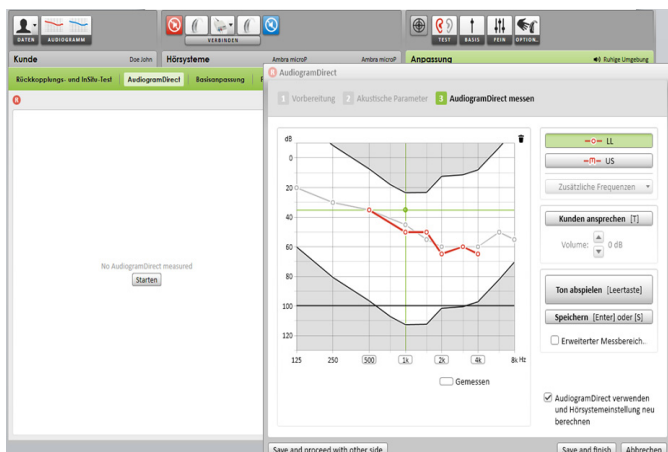 DATEN
AUDIOGRAMM
VERBINDEN
TEST
BASIS
FEIN
OPTION..
Kunde
Doe John
Hörsysteme
Ambra microP
Ambra microP
Anpassung
Ruhige Umgebung
Rückkopplungs- und InSitu-Test
AudiogramDirect
Basisanpassung
F
R
No AudiogramDirect measured
Starten
R AudiogramDirect
1 Vorbereitung
2 Akustische Parameter
3 AudiogramDirect messen
dB
0
20
40
60
80
100
120
125
250
500
1k
2k
4k
8k Hz
Gemessen
LL
US
Zusätzliche Frequenzen
Kunden ansprechen [T]
Volume:
0 dB
Ton abspielen [Leertaste]
Speichern [Enter] oder [S]
Erweiterter Messbereich..
AudiogramDirect verwenden
und Hörsystemeinstellung neu
berechnen
Save and proceed with other side
Save and finish
Abbrechen